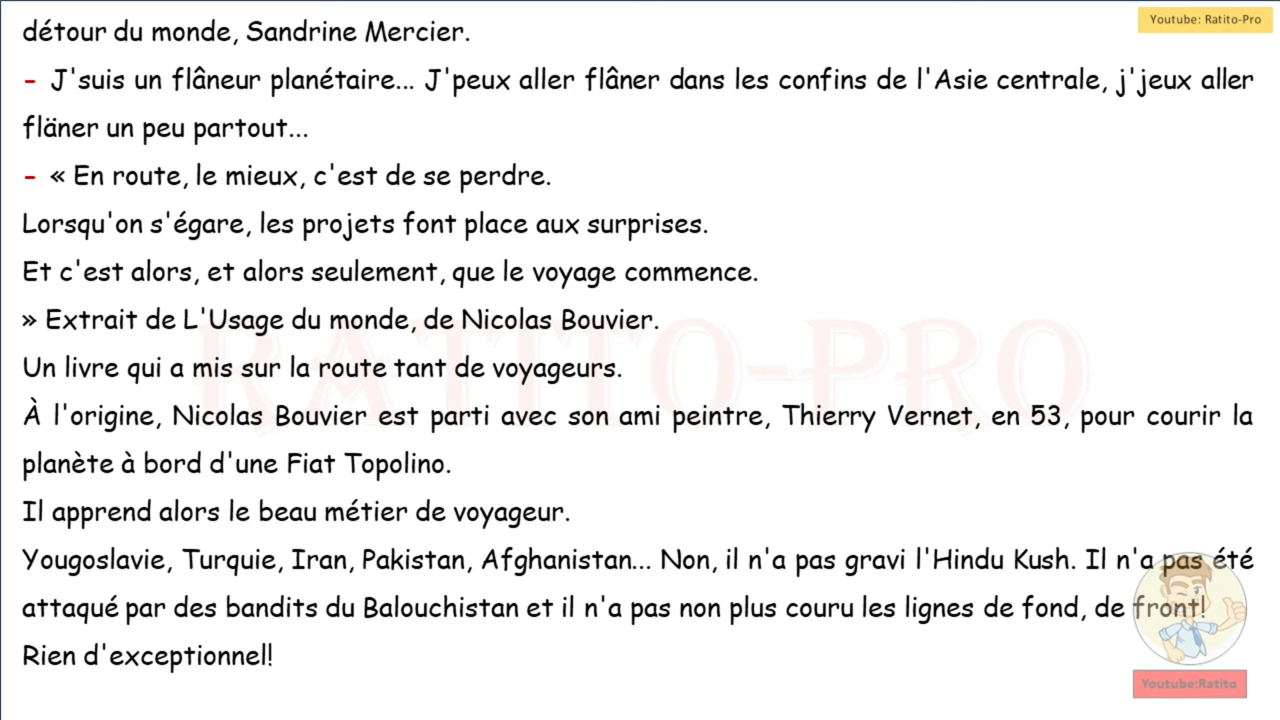 détour du monde, Sandrine Mercier.
Youtube: Ratito-Pro
- J'suis un flâneur planétaire... J'peux aller flâner dans les confins de l'Asie centrale, j'jeux aller
fläner un peu partout...
- « En route, le mieux, c'est de se perdre.
Lorsqu'on s'égare, les projets font place aux surprises.
Et c'est alors, et alors seulement, que le voyage commence.
» Extrait de L'Usage du monde, de Nicolas Bouvier.
RATITO-PRO
Un livre qui a mis sur la route tant de voyageurs.
À l'origine, Nicolas Bouvier est parti avec son ami peintre, Thierry Vernet, en 53, pour courir la
planète à bord d'une Fiat Topolino.
Il apprend alors le beau métier de voyageur.
Yougoslavie, Turquie, Iran, Pakistan, Afghanistan... Non, il n'a pas gravi l'Hindu Kush. Il n'a pas été
attaqué par des bandits du Balouchistan et il n'a pas non plus couru les lignes de fond, de front!
Rien d'exceptionnel!
Youtube:Ratito